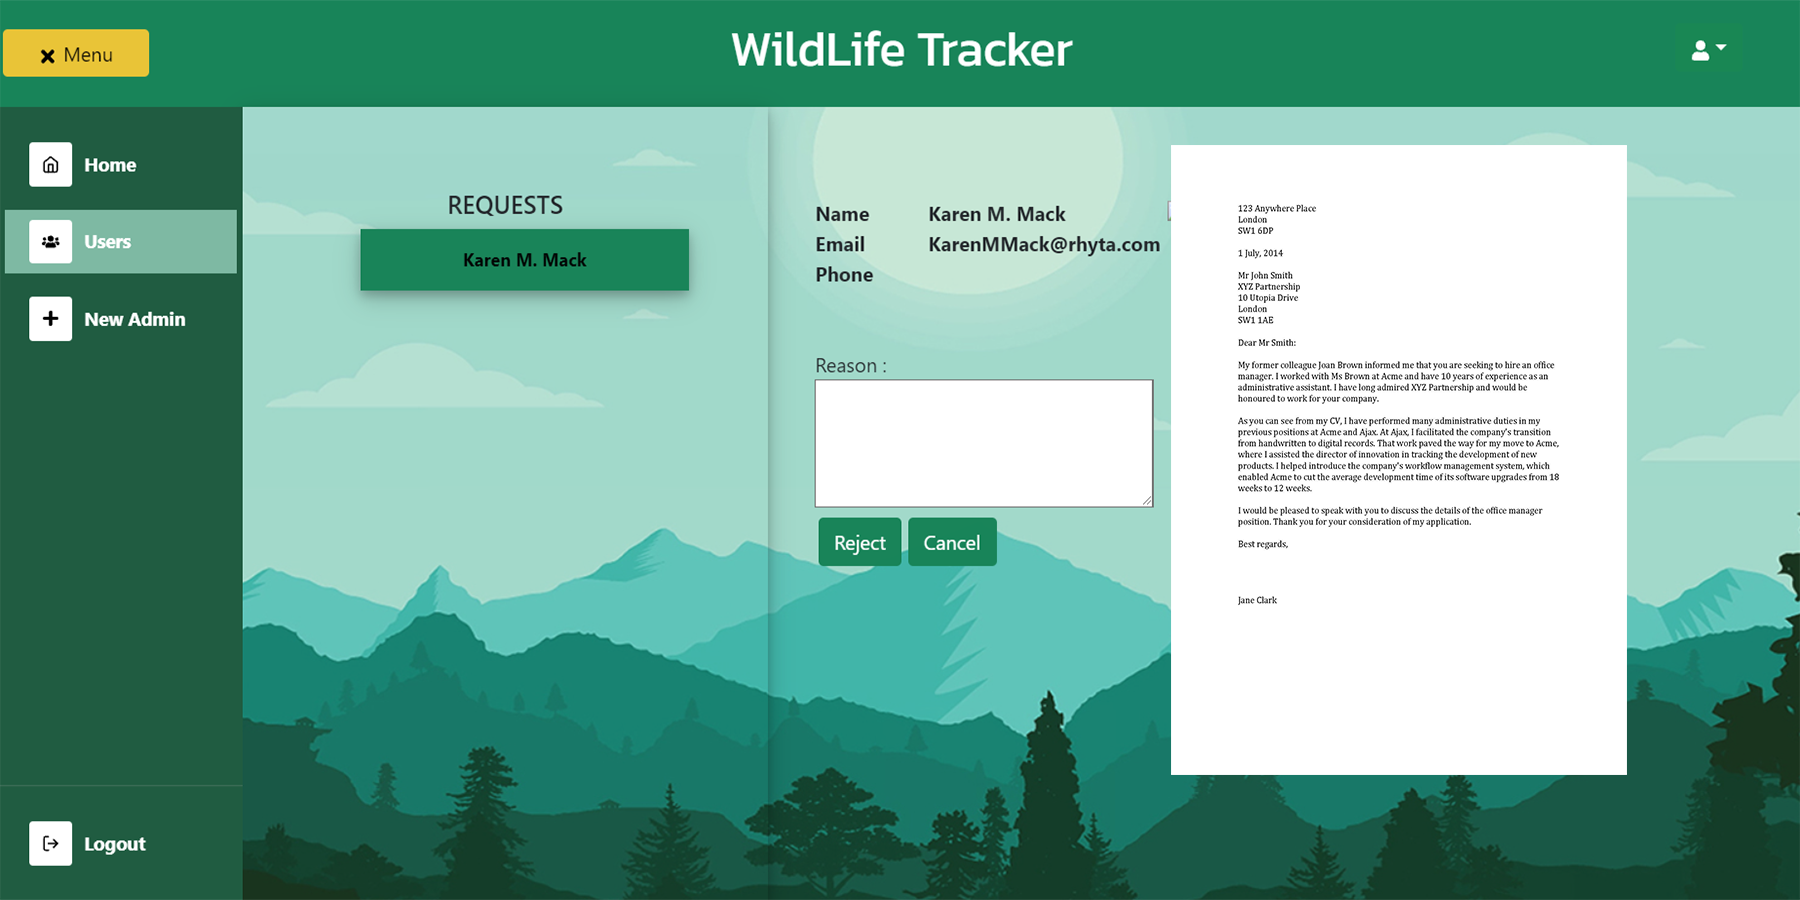 Menu
WildLife Tracker
Home
Users
New Admin
Logout
REQUESTS
Karen M. Mack
Name Karen M. Mack
Email KarenMMack@rhyta.com
Phone
Reason :
Reject Cancel
123 Anywhere Place
London
SW1 6DP
1 July, 2014
Mr John Smith
XYZ Partnership
10 Utopia Drive
London
SW1 1AE
Dear Mr Smith:
My former colleague Joan Brown informed me that you are seeking to hire an office
manager. I worked with Ms Brown at Acme and have 10 years of experience as an
administrative assistant. I have long admired XYZ Partnership and would be
honoured to work for your company.
As you can see from my CV, I have performed many administrative duties in my
previous positions at Acme and Ajax. At Ajax, I facilitated the company's transition
from handwritten to digital records. That work paved the way for my move to Acme,
where I assisted the director of innovation in tracking the development of new
products. I helped introduce the company's workflow management system, which
enabled Acme to cut the average development time of its software upgrades from 18
weeks to 12 weeks.
I would be pleased to speak with you to discuss the details of the office manager
position. Thank you for your consideration of my application.
Best regards,
Jane Clark